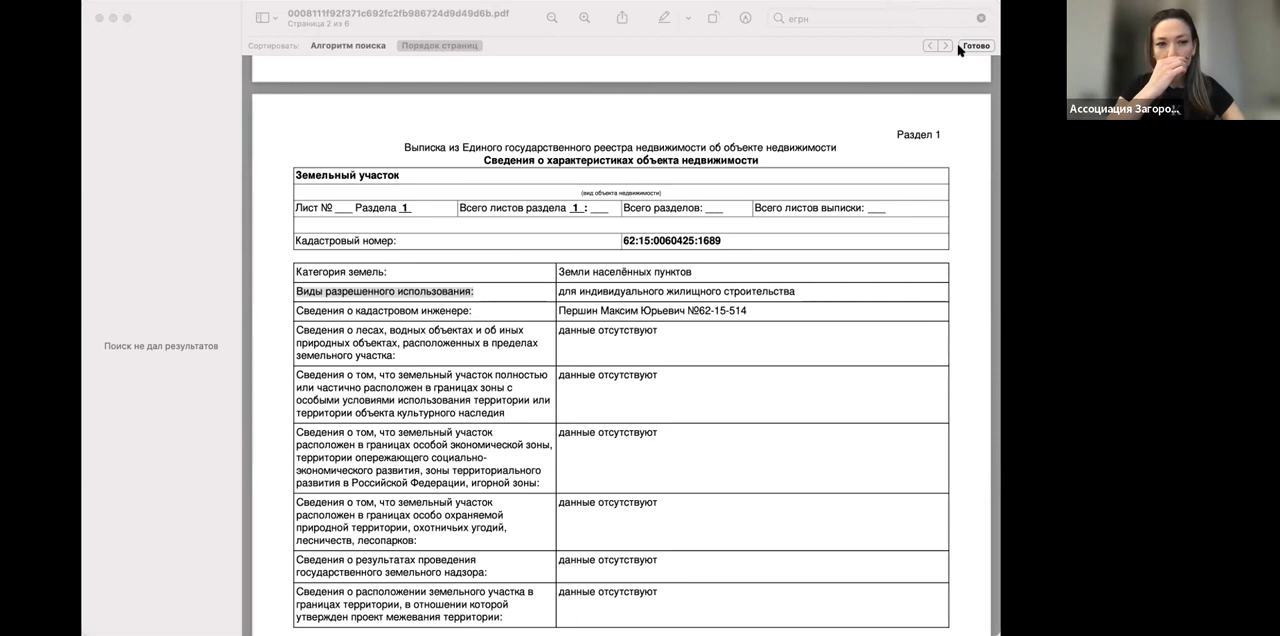 0008111f92f371c692fc2fb986724d9d49d6b.pdf
Страница 2 из 6
егрн
Сортировать: Алгоритм поиска Порядок страниц
Готово
Поиск не дал результатов
Ассоциация Загоро...
Раздел 1
Выписка из Единого государственного реестра недвижимости об объекте недвижимости
Сведения о характеристиках объекта недвижимости
Земельный участок
(вид объекта недвижимости)
Лист № ___ Раздела 1 Всего листов раздела 1 : ___ Всего разделов: ___ Всего листов выписки: ___
Кадастровый номер: 62:15:0060425:1689
Категория земель: Земли населённых пунктов
Виды разрешенного использования: для индивидуального жилищного строительства
Сведения о кадастровом инженере: Першин Максим Юрьевич №62-15-514
Сведения о лесах, водных объектах и об иных данные отсутствуют
природных объектах, расположенных в пределах
земельного участка:
Сведения о том, что земельный участок полностью данные отсутствуют
или частично расположен в границах зоны с
особыми условиями использования территории или
территории объекта культурного наследия
Сведения о том, что земельный участок данные отсутствуют
расположен в границах особой экономической зоны,
территории опережающего социально-
экономического развития, зоны территориального
развития в Российской Федерации, игорной зоны:
Сведения о том, что земельный участок данные отсутствуют
расположен в границах особо охраняемой
природной территории, охотничьих угодий,
лесничеств, лесопарков:
Сведения о результатах проведения данные отсутствуют
государственного земельного надзора:
Сведения о расположении земельного участка в данные отсутствуют
границах территории, в отношении которой
утвержден проект межевания территории: